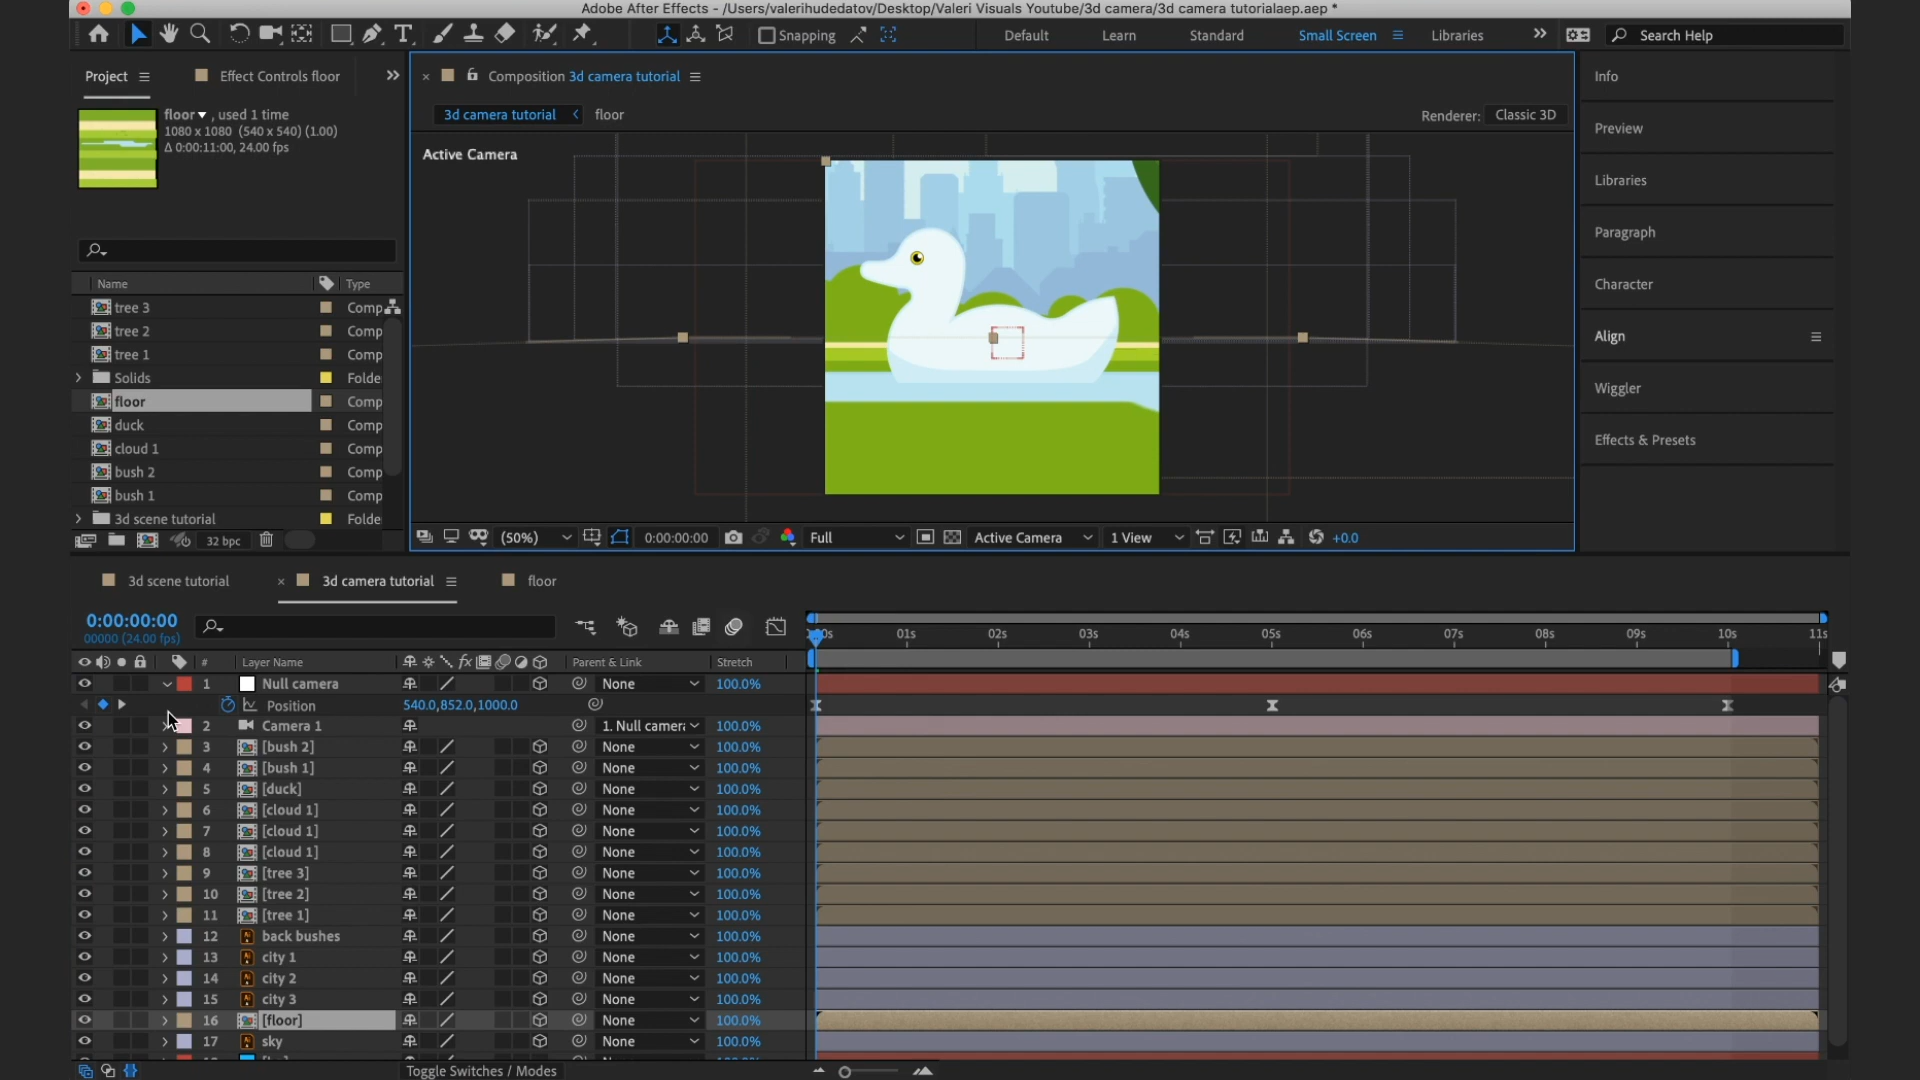 Adobe After Effects - /Users/valerihudedatov/Desktop/Valeri Visuals Youtube/3d camera/3d camera tutorialaep.aep *
Snapping
Default
Learn
Standard
Small Screen
Libraries
Search Help
Project
Effect Controls floor
Composition 3d camera tutorial
Info
floor, used 1 time
1080 x 1080 (540 x 540) (1.00)
Δ 0:00:11:00, 24.00 fps
3d camera tutorial
floor
Renderer:
Classic 3D
Preview
Active Camera
Libraries
Paragraph
Name
Type
Character
tree 3
Comp
tree 2
Comp
Align
tree 1
Comp
Solids
Folde
Wiggler
floor
Comp
duck
Comp
Effects & Presets
cloud 1
Comp
bush 2
Comp
bush 1
Comp
3d scene tutorial
Folde
32 bpc
(50%)
0:00:00:00
Full
Active Camera
1 View
+0.0
3d scene tutorial
3d camera tutorial
floor
0:00:00:00
00000 (24.00 fps)
0s
01s
02s
03s
04s
05s
06s
07s
08s
09s
10s
11s
#
Layer Name
fx
Parent & Link
Stretch
1
Null camera
None
100.0%
Position
540.0,852.0,1000.0
2
Camera 1
1. Null camera
100.0%
3
[bush 2]
None
100.0%
4
[bush 1]
None
100.0%
5
[duck]
None
100.0%
6
[cloud 1]
None
100.0%
7
[cloud 1]
None
100.0%
8
[cloud 1]
None
100.0%
9
[tree 3]
None
100.0%
10
[tree 2]
None
100.0%
11
[tree 1]
None
100.0%
12
back bushes
None
100.0%
13
city 1
None
100.0%
14
city 2
None
100.0%
15
city 3
None
100.0%
16
[floor]
None
100.0%
17
sky
None
100.0%
Toggle Switches / Modes